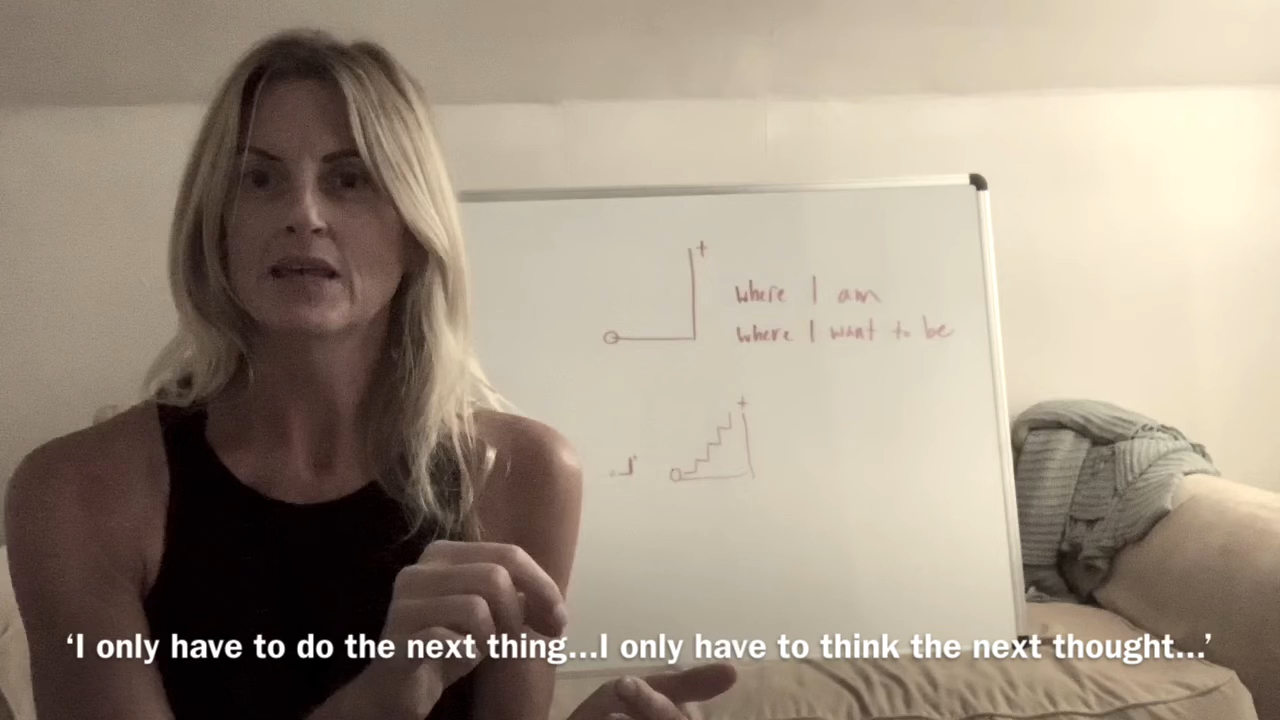 +
where I am
where I want to be
+
‘I only have to do the next thing...I only have to think the next thought...’